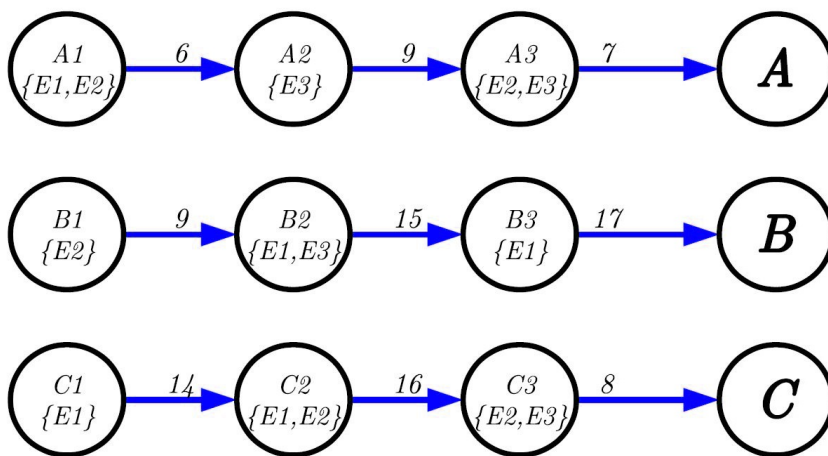 A1 {E1,E2} 6 A2 {E3} 9 A3 {E2,E3} 7 A
B1 {E2} 9 B2 {E1,E3} 15 B3 {E1} 17 B
C1 {E1} 14 C2 {E1,E2} 16 C3 {E2,E3} 8 C